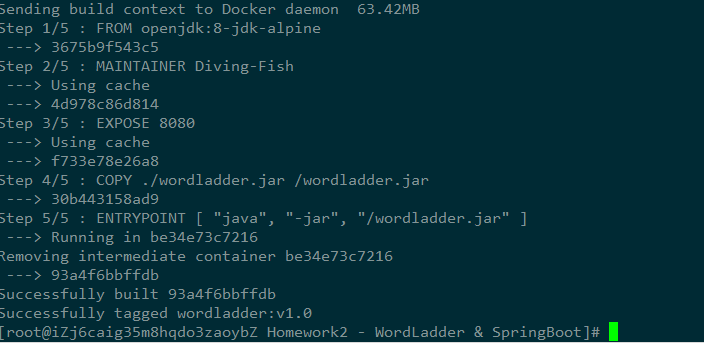 Sending build context to Docker daemon  63.42MB
Step 1/5 : FROM openjdk:8-jdk-alpine
 ---> 3675b9f543c5
Step 2/5 : MAINTAINER Diving-Fish
 ---> Using cache
 ---> 4d978c86d814
Step 3/5 : EXPOSE 8080
 ---> Using cache
 ---> f733e78e26a8
Step 4/5 : COPY ./wordladder.jar /wordladder.jar
 ---> 30b443158ad9
Step 5/5 : ENTRYPOINT [ "java", "-jar", "/wordladder.jar" ]
 ---> Running in be34e73c7216
Removing intermediate container be34e73c7216
 ---> 93a4f6bbffdb
Successfully built 93a4f6bbffdb
Successfully tagged wordladder:v1.0
[root@iZj6caig35m8hqdo3zaoybZ Homework2 - WordLadder & SpringBoot]#